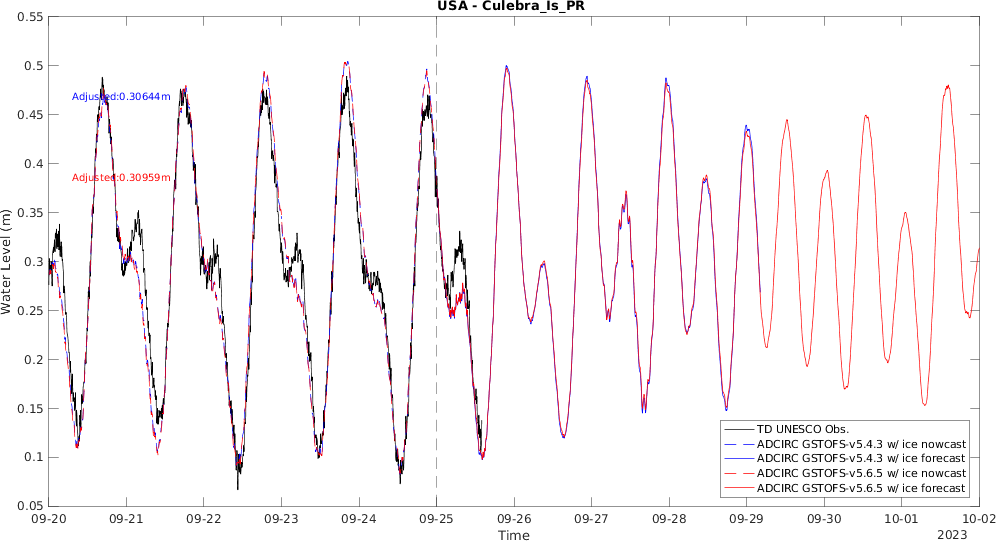 USA - Culebra_Is_PR
0.55
0.5
0.45
0.4
0.35
0.3
0.25
0.2
0.15
0.1
0.05
Water Level (m)
Adjusted:0.30644m
Adjusted:0.30959m
TD UNESCO Obs.
ADCIRC GSTOFS-v5.4.3 w/ ice nowcast
ADCIRC GSTOFS-v5.4.3 w/ ice forecast
ADCIRC GSTOFS-v5.6.5 w/ ice nowcast
ADCIRC GSTOFS-v5.6.5 w/ ice forecast
09-20 09-21 09-22 09-23 09-24 09-25 09-26 09-27 09-28 09-29 09-30 10-01 10-02
Time
2023